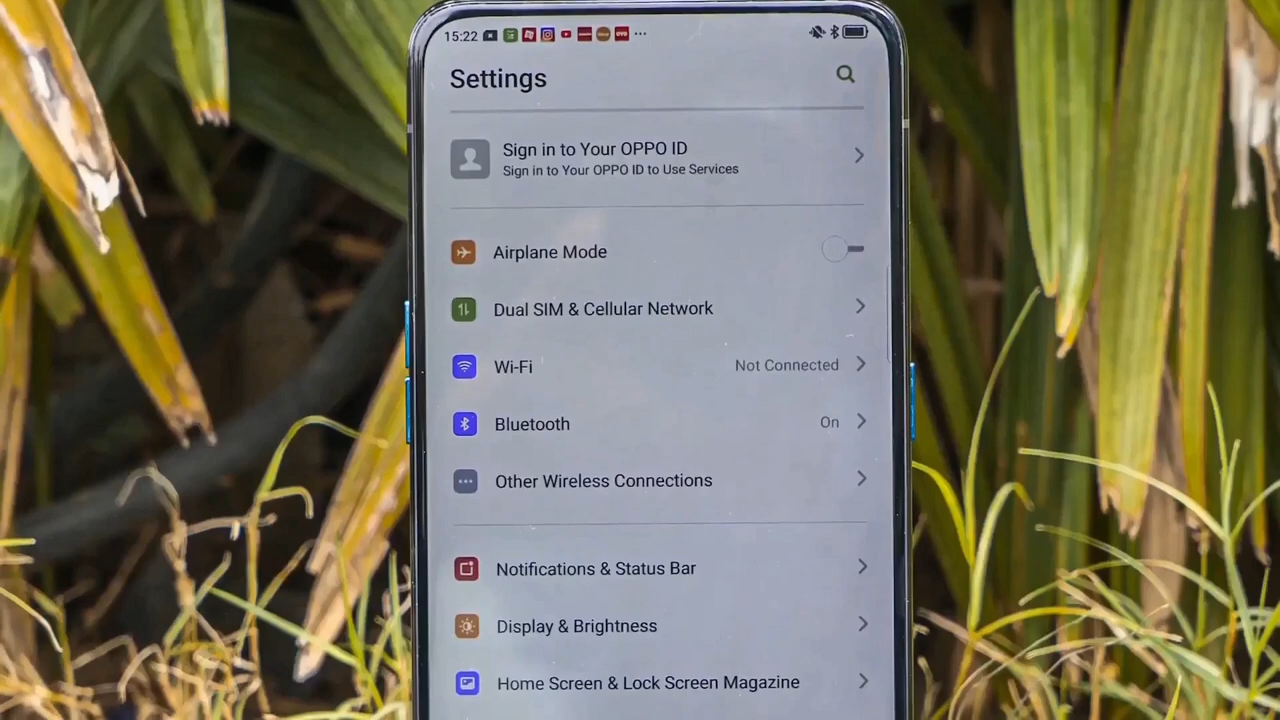 15:22
Settings
Sign in to Your OPPO ID
Sign in to Your OPPO ID to Use Services
Airplane Mode
Dual SIM & Cellular Network
Wi-Fi Not Connected
Bluetooth On
Other Wireless Connections
Notifications & Status Bar
Display & Brightness
Home Screen & Lock Screen Magazine